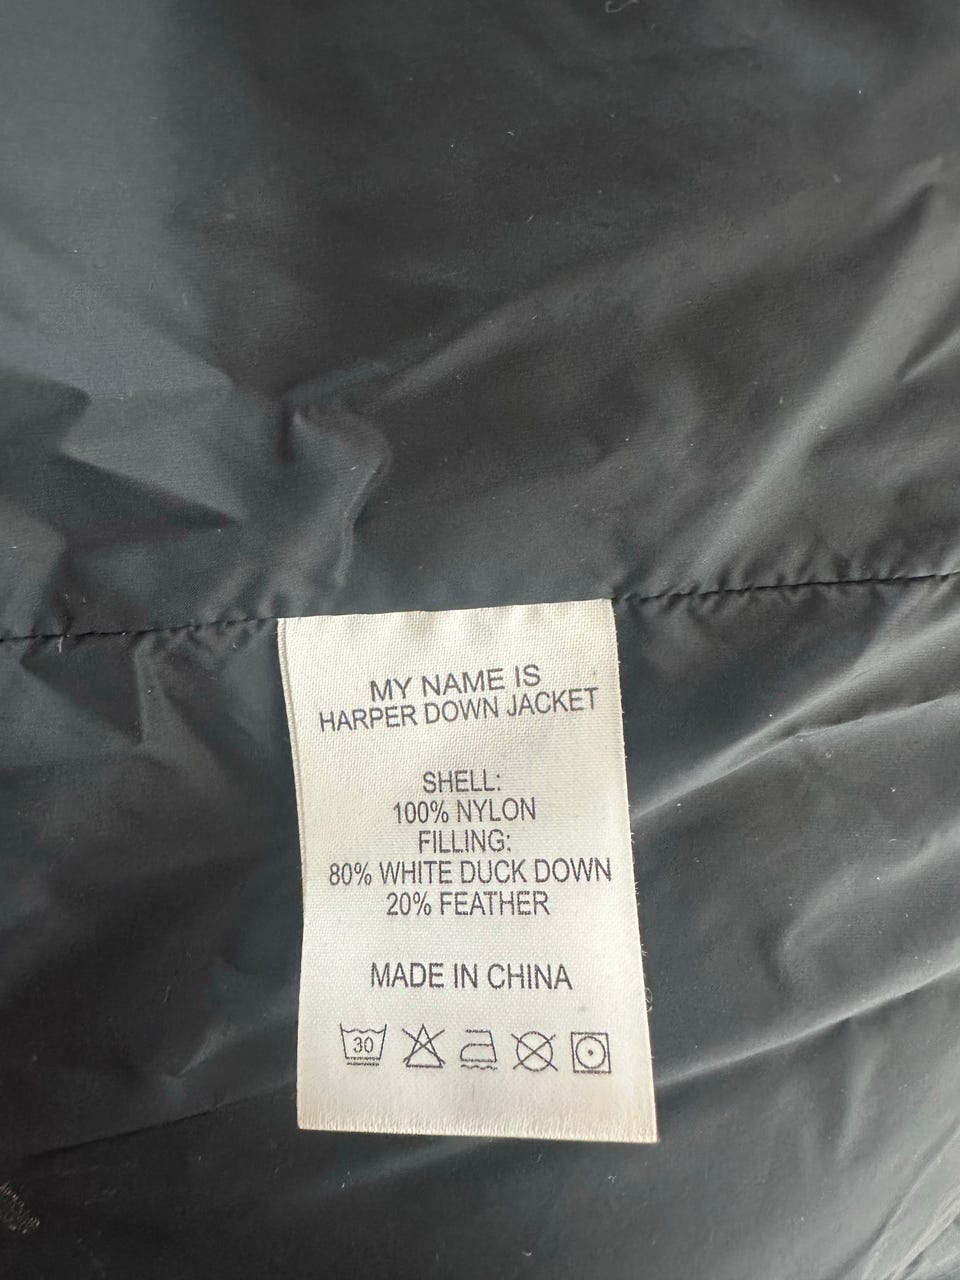 MY NAME IS
HARPER DOWN JACKET
SHELL:
100% NYLON
FILLING:
80% WHITE DUCK DOWN
20% FEATHER
MADE IN CHINA
30